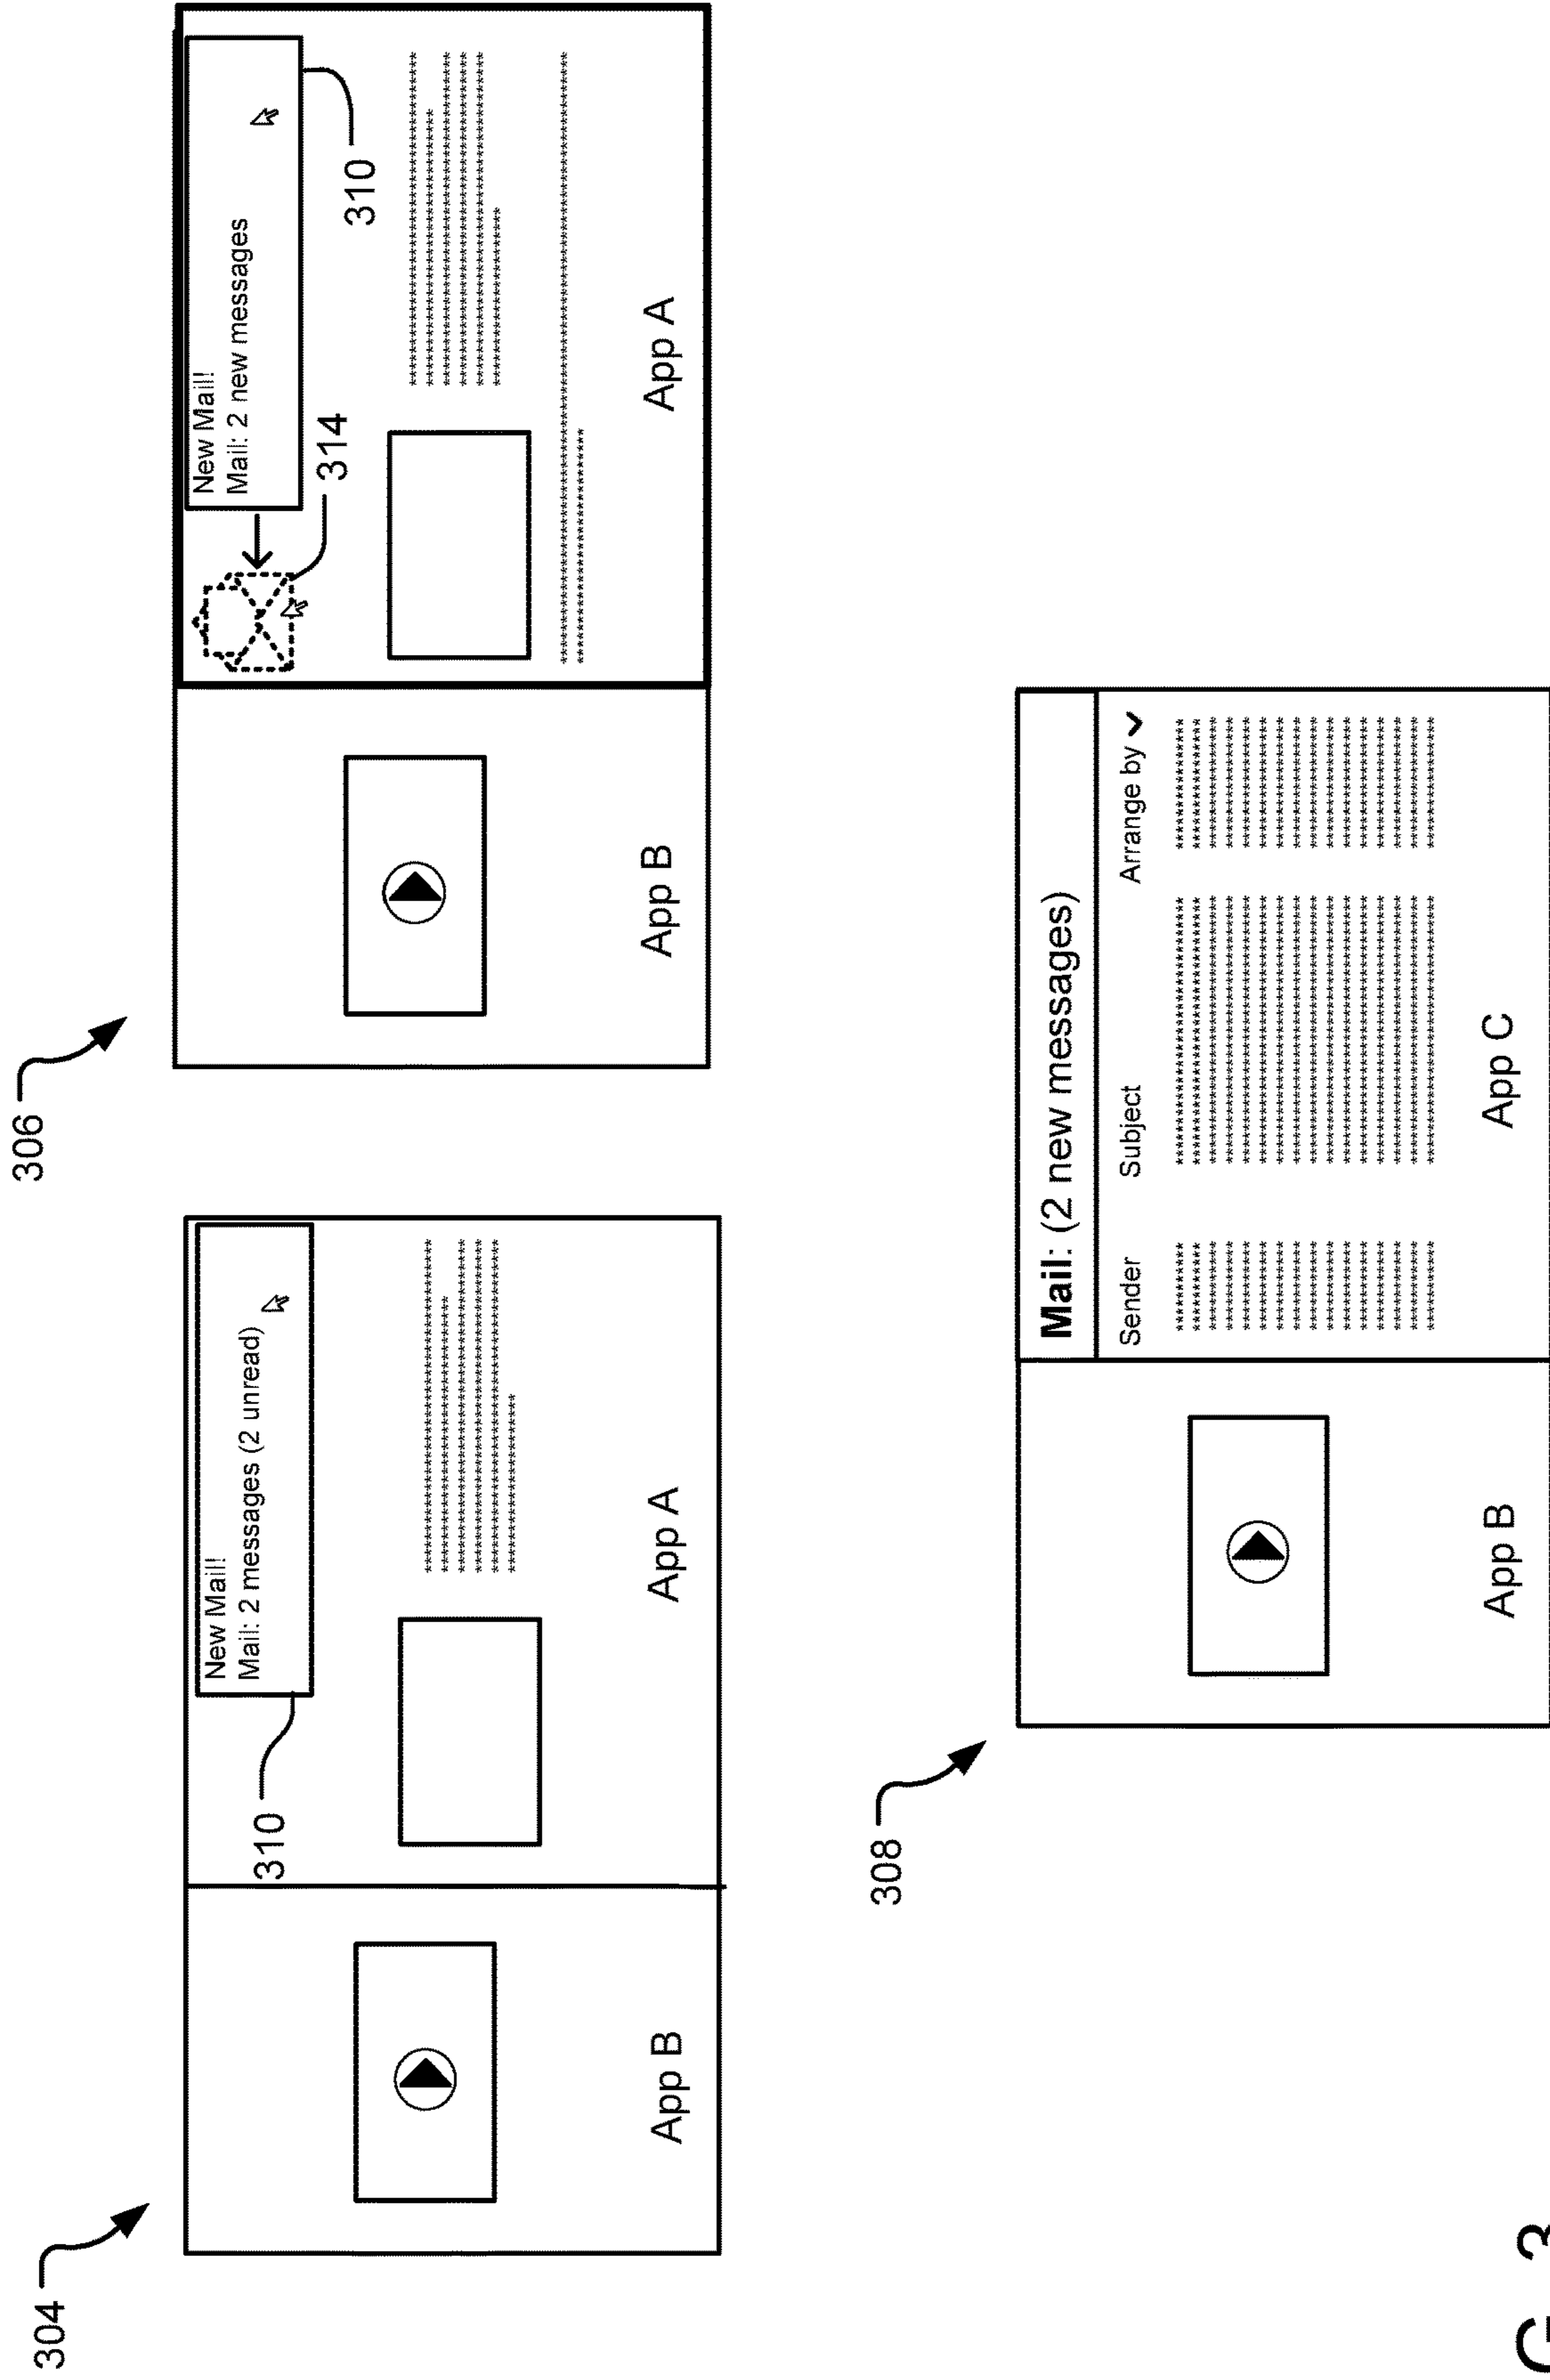 304
New Mail!
Mail: 2 messages (2 unread)
310
App B
App A
306
New Mail!
Mail: 2 new messages
314
310
App B
App A
308
Mail: (2 new messages)
Sender Subject Arrange by
App B
App C